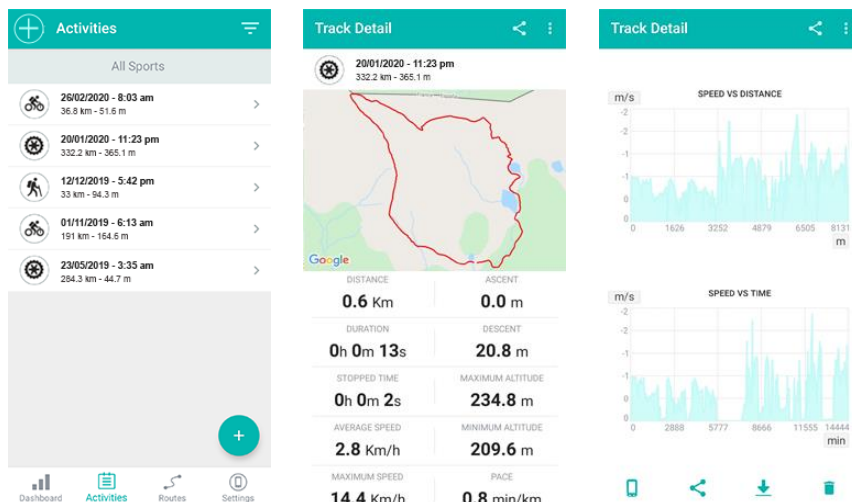 Activities
All Sports
26/02/2020 - 8:03 am
36.8 km - 51.6 m
20/01/2020 - 11:23 pm
332.2 km - 365.1 m
12/12/2019 - 5:42 pm
33 km - 94.3 m
01/11/2019 - 6:13 am
191 km - 164.6 m
23/05/2019 - 3:35 am
284.3 km - 44.7 m
Dashboard Activities Routes Settings
Track Detail
20/01/2020 - 11:23 pm
332.2 km - 365.1 m
Google
DISTANCE ASCENT
0.6 Km 0.0 m
DURATION DESCENT
0h 0m 13s 20.8 m
STOPPED TIME MAXIMUM ALTITUDE
0h 0m 2s 234.8 m
AVERAGE SPEED MINIMUM ALTITUDE
2.8 Km/h 209.6 m
MAXIMUM SPEED PACE
14.4 Km/h 0.8 min/km
Track Detail
m/s SPEED VS DISTANCE
-2
-2
-1
-1
0
0
0 1626 3252 4879 6505 8131
m
m/s SPEED VS TIME
-2
-2
-1
-1
0
0
0 2888 5777 8666 11555 14444
min